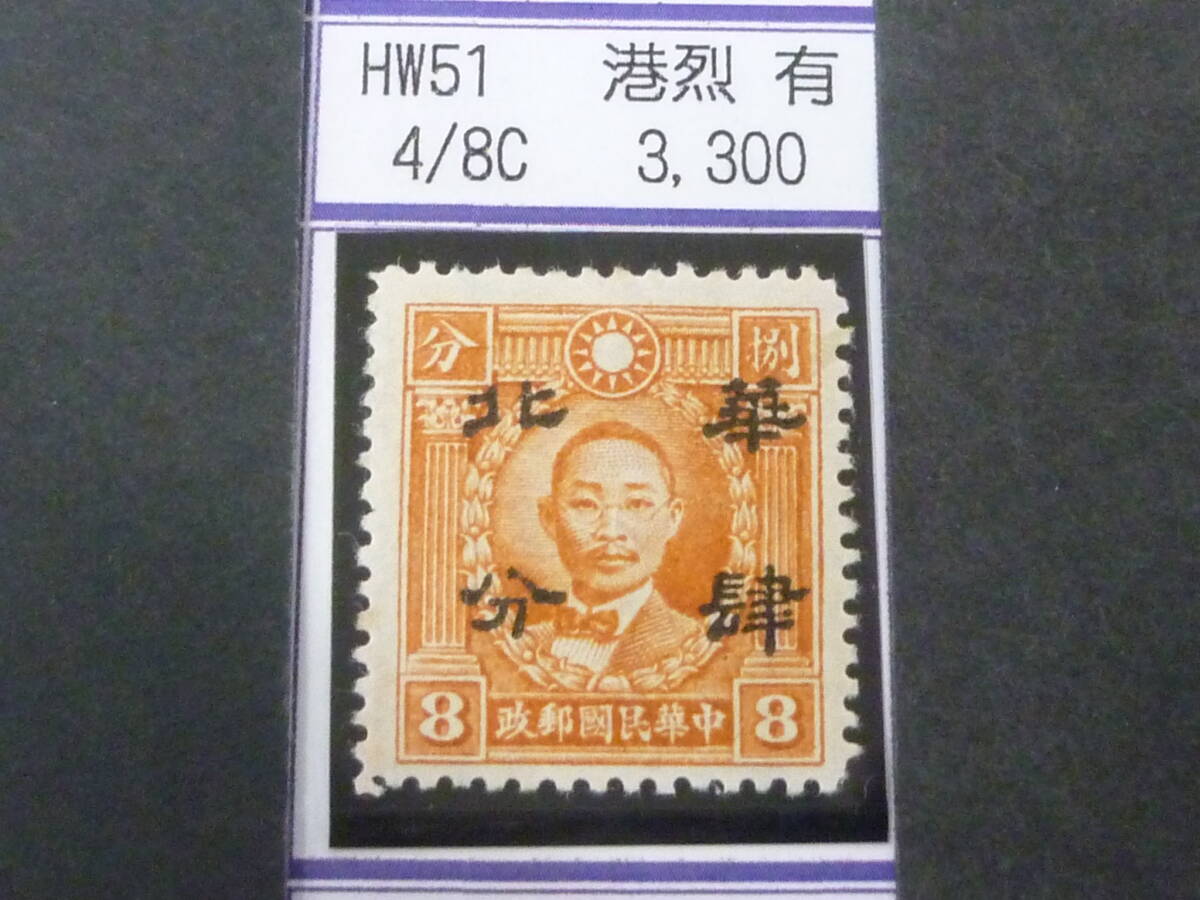 HW51 港烈 有
4/8C 3,300
分 捌
北 華
分 肆
8 政郵國民華中 8